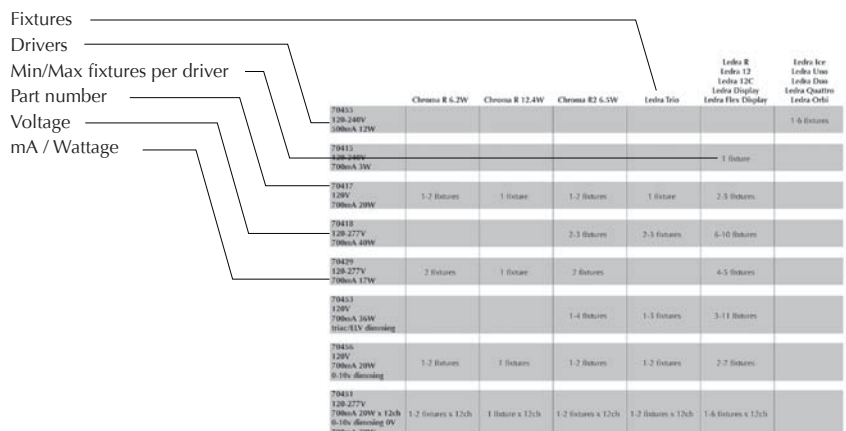 Fixtures
Drivers
Min/Max fixtures per driver
Part number
Voltage
mA / Wattage
Chroma R 6.2W
Chroma R 12.4W
Chroma R2 6.5W
Ledra Trio
Ledra R
Ledra 12
Ledra 12C
Ledra Display
Ledra Flex Display
Ledra Ice
Ledra Uno
Ledra Duo
Ledra Quattro
Ledra Orbi
70455
120-240V
500mA 12W
1-6 fixtures
70415
120-240V
700mA 3W
1 fixture
70417
120V
700mA 20W
1-2 fixtures
1 fixture
1-2 fixtures
1 fixture
2-5 fixtures
70418
120-277V
700mA 40W
2-3 fixtures
2-3 fixtures
6-10 fixtures
70429
120-277V
700mA 17W
2 fixtures
1 fixture
2 fixtures
4-5 fixtures
70453
120V
700mA 36W
triac/ELV dimming
1-4 fixtures
1-3 fixtures
3-11 fixtures
70456
120V
700mA 20W
0-10v dimming
1-2 fixtures
1 fixtures
1-2 fixtures
1-2 fixtures
2-7 fixtures
70451
120-277V
700mA 20W x 12ch
0-10v dimming 0V
1-2 fixtures x 12ch
1 fixture x 12ch
1-2 fixtures x 12ch
1-2 fixtures x 12ch
1-6 fixtures x 12ch